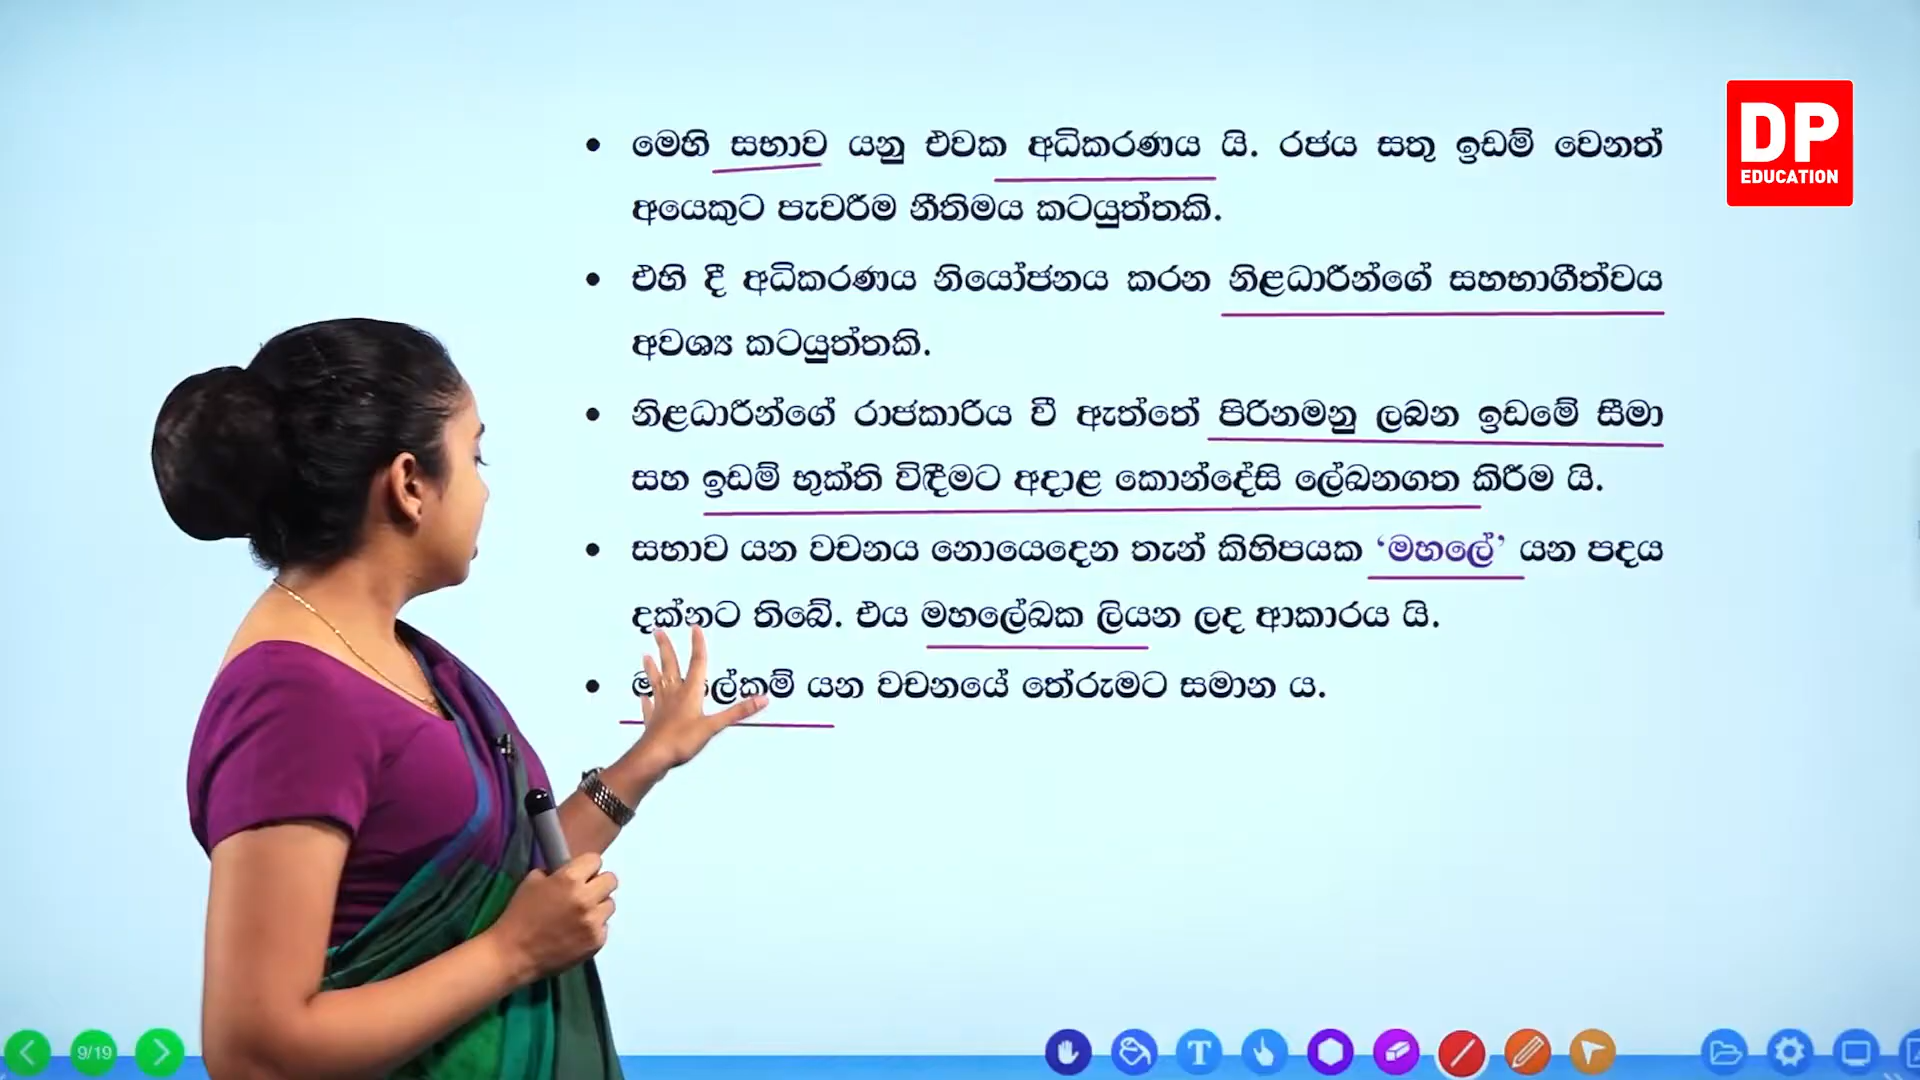 මෙහි සභාව යනු එවක අධිකරණය යි. රජය සතු ඉඩම් වෙනත්
අයෙකුට පැවරීම නීතිමය කටයුත්තකි.
එහි දී අධිකරණය නියෝජනය කරන නිළධාරීන්ගේ සහභාගීත්වය
අවශ්‍ය කටයුත්තකි.
නිළධාරීන්ගේ රාජකාරිය වී ඇත්තේ පිරිනමනු ලබන ඉඩමේ සීමා
සහ ඉඩම් භුක්ති විඳීමට අදාළ කොන්දේසි ලේඛනගත කිරීම යි.
සභාව යන වචනය නොයෙදෙන තැන් කිහිපයක ‘මහලේ’ යන පදය
දක්නට තිබේ. එය මහලේඛක ලියන ලද ආකාරය යි.
යන වචනයේ තේරුමට සමාන ය.
DP
EDUCATION
9/19